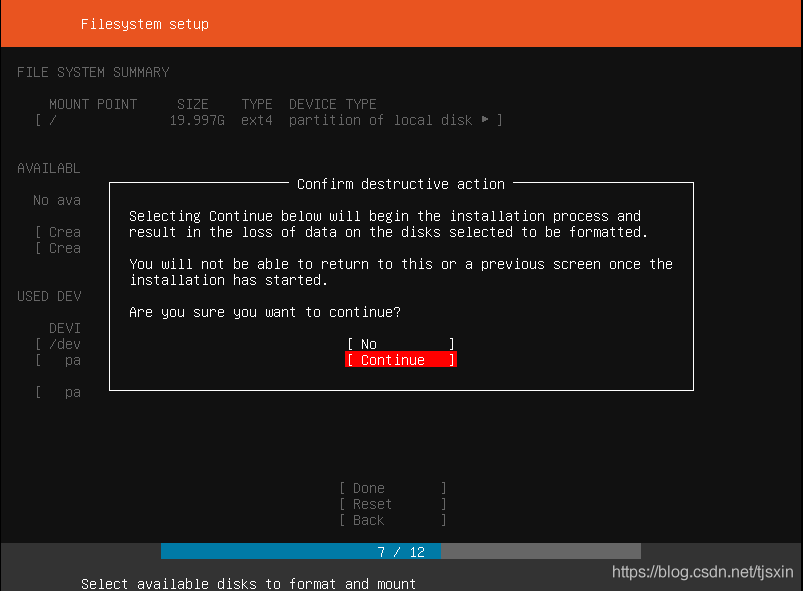 Filesystem setup
FILE SYSTEM SUMMARY
MOUNT POINT SIZE TYPE DEVICE TYPE
[ / 19.997G ext4 partition of local disk ▸ ]
AVAILABL
No ava
[ Crea
[ Crea
USED DEV
DEVI
[ /dev
[ pa
[ pa
Confirm destructive action
Selecting Continue below will begin the installation process and
result in the loss of data on the disks selected to be formatted.
You will not be able to return to this or a previous screen once the
installation has started.
Are you sure you want to continue?
[ No ]
[ Continue ]
[ Done ]
[ Reset ]
[ Back ]
7 / 12
Select available disks to format and mount
https://blog.csdn.net/tjsxin